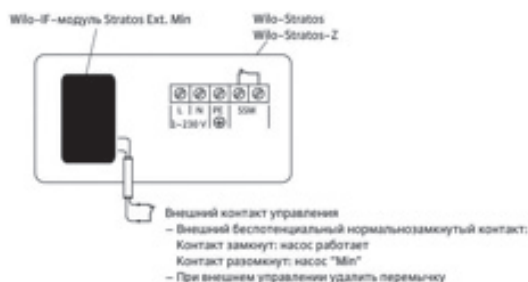 Wilo-IF-модуль Stratos Ext. Min
Wilo-Stratos
Wilo-Stratos-Z
L N PE SSM
1~230 V
Внешний контакт управления
– Внешний беспотенциальный нормальнозамкнутый контакт:
Контакт замкнут: насос работает
Контакт разомкнут: насос "Min"
– При внешнем управлении удалить перемычку